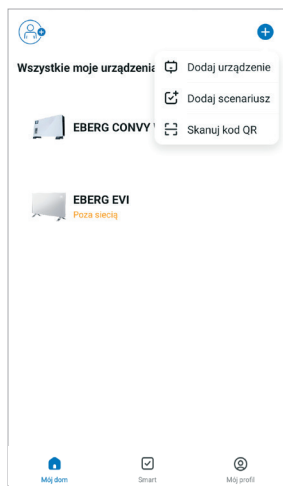 Wszystkie moje urządzenia
Dodaj urządzenie
Dodaj scenariusz
Skanuj kod QR
EBERG CONVY
EBERG EVI
Poza siecią
Mój dom
Smart
Mój profil